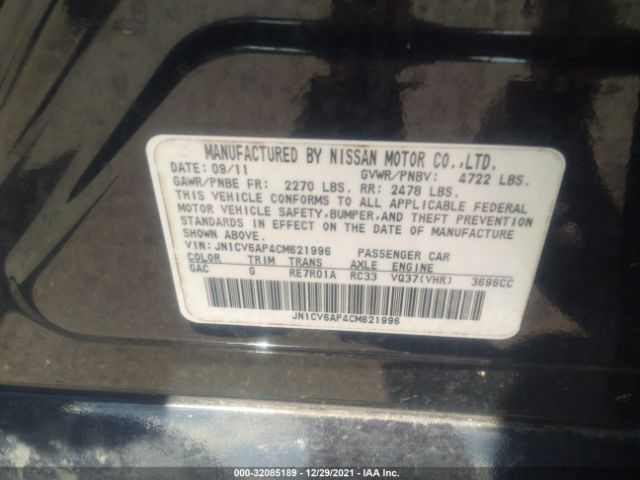 MANUFACTURED BY NISSAN MOTOR CO.,LTD.
DATE: 09/11 GVWR/PNBV: 4722 LBS.
GAWR/PNBE FR: 2270 LBS. RR: 2478 LBS.
THIS VEHICLE CONFORMS TO ALL APPLICABLE FEDERAL
MOTOR VEHICLE SAFETY,BUMPER,AND THEFT PREVENTION
STANDARDS IN EFFECT ON THE DATE OF MANUFACTURE
SHOWN ABOVE.
VIN: JN1CV6AP4CM621996 PASSENGER CAR
COLOR TRIM TRANS AXLE ENGINE
GAC G RE7R01A RC33 VQ37(VHR) 3696CC
JN1CV6AP4CM621996
000-32085189 - 12/29/2021 - IAA Inc.